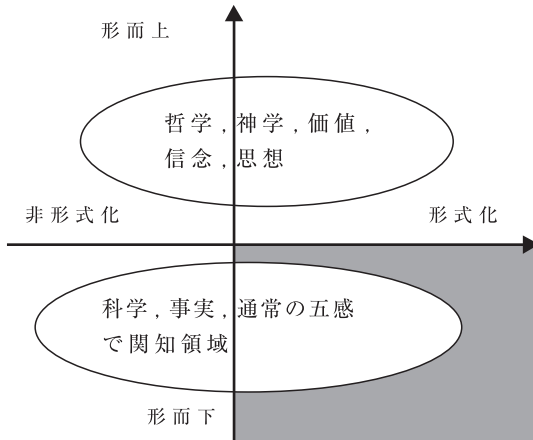 形而上
哲学，神学，価値，
信念，思想
非形式化
形式化
科学，事実，通常の五感
で関知領域
形而下